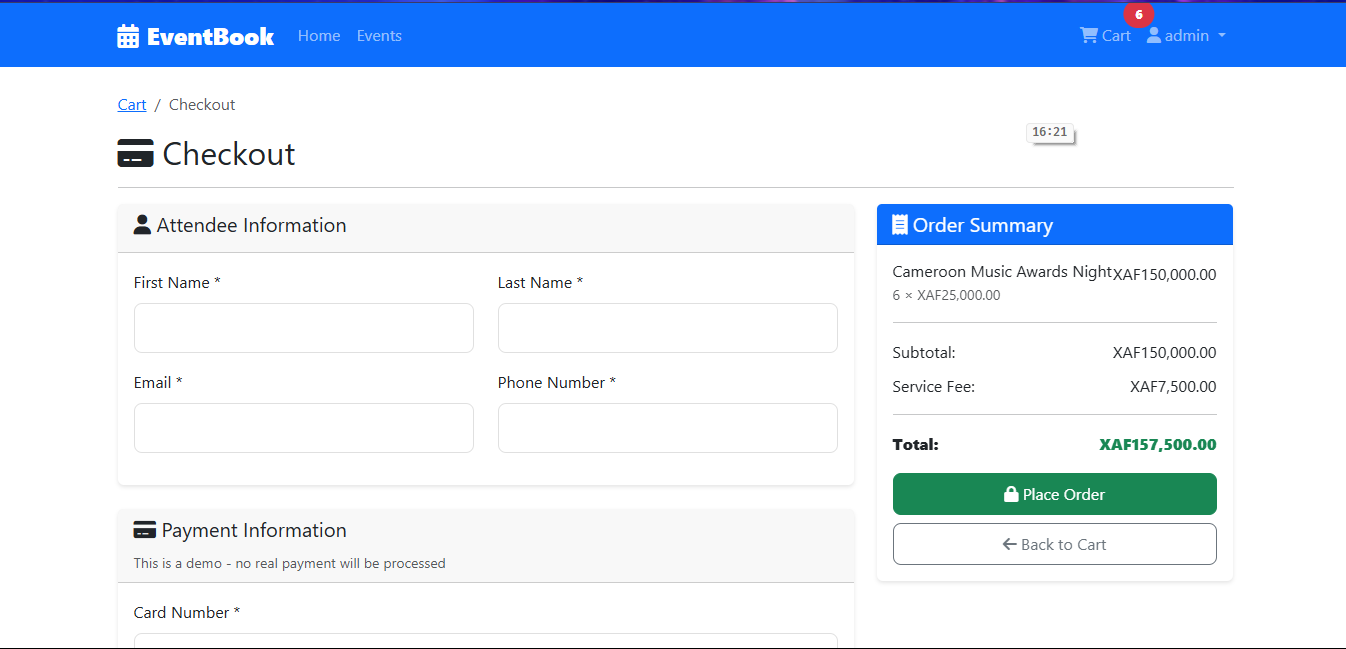 EventBook Home Events Cart 6 admin
Cart / Checkout
16:21
Checkout
Attendee Information
First Name * Last Name *
Email * Phone Number *
Payment Information
This is a demo - no real payment will be processed
Card Number *
Order Summary
Cameroon Music Awards Night XAF150,000.00
6 × XAF25,000.00
Subtotal: XAF150,000.00
Service Fee: XAF7,500.00
Total: XAF157,500.00
Place Order
Back to Cart